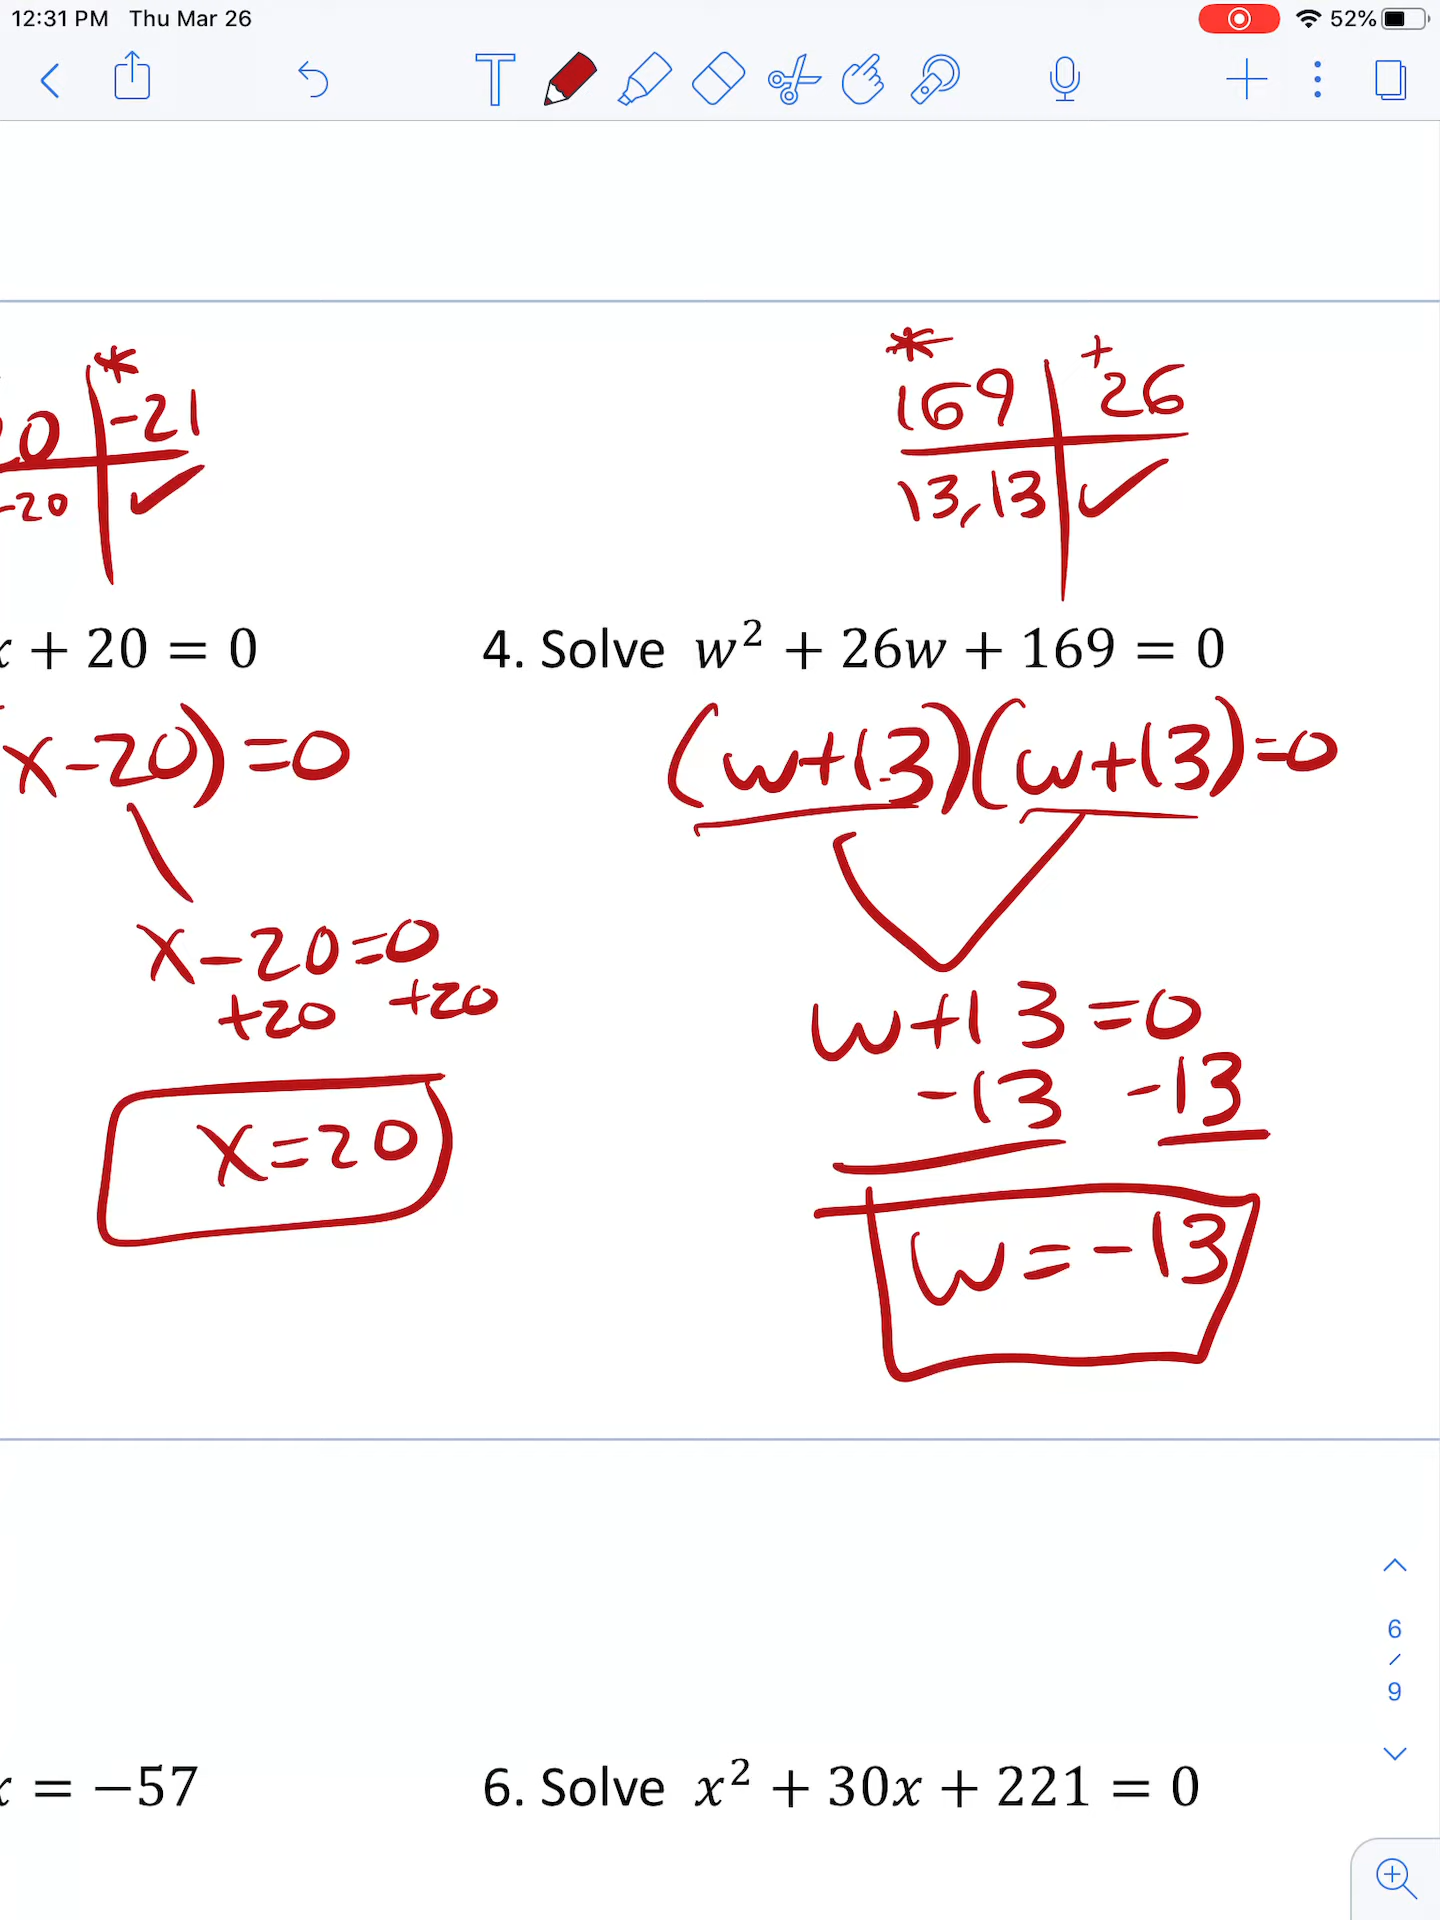 12:31 PM Thu Mar 26 52%
* -21
-20 ✓
x + 20 = 0
x-20) =0
x-20=0
+20 +20
x=20
* +
169 26
13,13 ✓
4. Solve w² + 26w + 169 = 0
(w+13)(w+13)=0
w+13=0
-13 -13
w=-13
= −57
6. Solve x² + 30x + 221 = 0
6
/
9